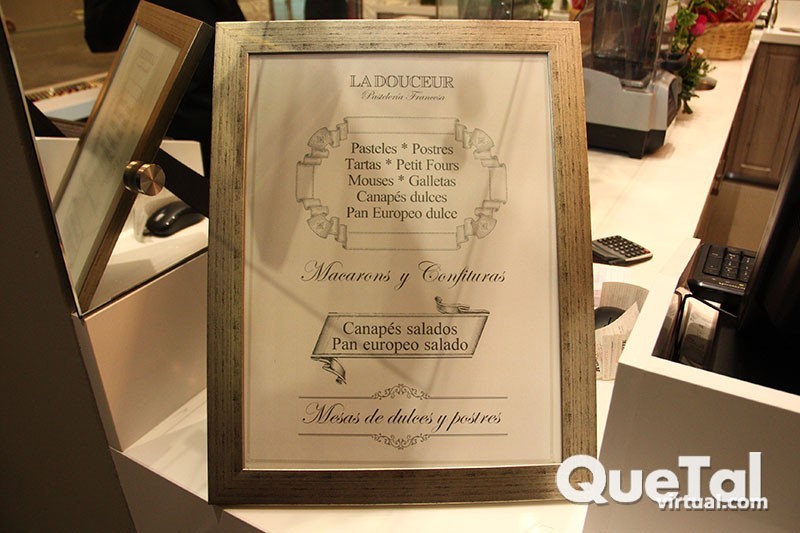 LA DOUCEUR
Pastelería Francesa
Pasteles * Postres
Tartas * Petit Fours
Mouses * Galletas
Canapés dulces
Pan Europeo dulce
Macarons y Confituras
Canapés salados
Pan europeo salado
Mesas de dulces y postres
QueTal
virtual.com